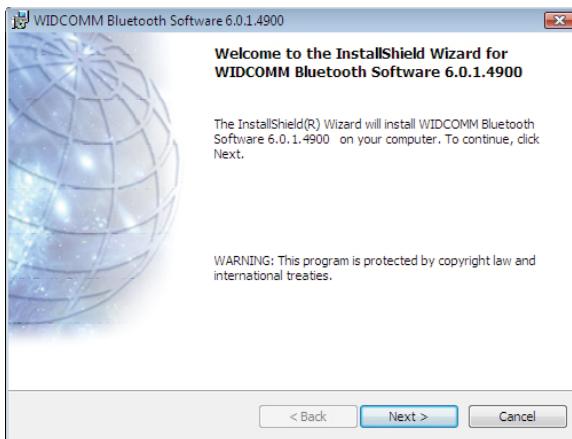 WIDCOMM Bluetooth Software 6.0.1.4900
Welcome to the InstallShield Wizard for
WIDCOMM Bluetooth Software 6.0.1.4900
The InstallShield(R) Wizard will install WIDCOMM Bluetooth
Software 6.0.1.4900 on your computer. To continue, click
Next.
WARNING: This program is protected by copyright law and
international treaties.
< Back
Next >
Cancel